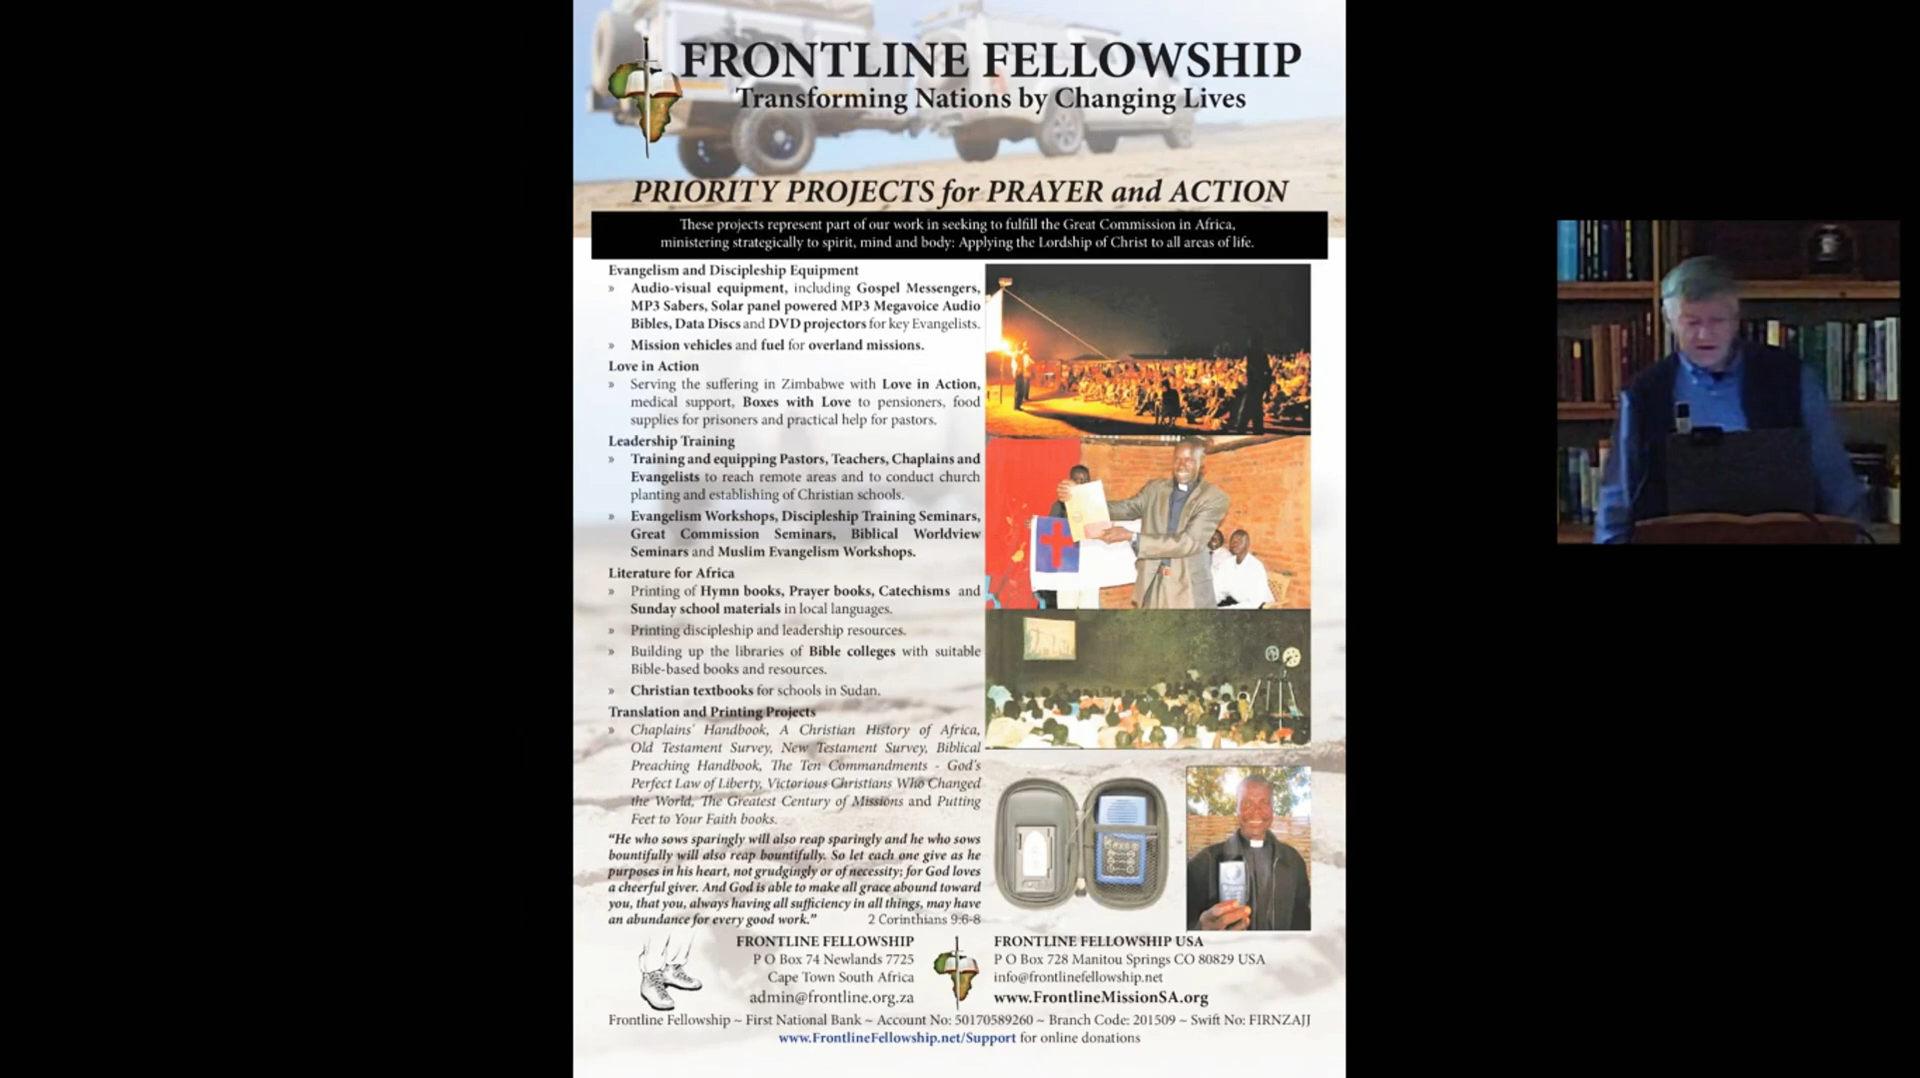 FRONTLINE FELLOWSHIP
Transforming Nations by Changing Lives
PRIORITY PROJECTS for PRAYER and ACTION
These projects represent part of our work in seeking to fulfill the Great Commission in Africa,
ministering strategically to spirit, mind and body: Applying the Lordship of Christ to all areas of life.
Evangelism and Discipleship Equipment
» Audio-visual equipment, including Gospel Messengers,
MP3 Sabers, Solar panel powered MP3 Megavoice Audio
Bibles, Data Discs and DVD projectors for key Evangelists.
» Mission vehicles and fuel for overland missions.
Love in Action
» Serving the suffering in Zimbabwe with Love in Action,
medical support, Boxes with Love to pensioners, food
supplies for prisoners and practical help for pastors.
Leadership Training
» Training and equipping Pastors, Teachers, Chaplains and
Evangelists to reach remote areas and to conduct church
planting and establishing of Christian schools.
» Evangelism Workshops, Discipleship Training Seminars,
Great Commission Seminars, Biblical Worldview
Seminars and Muslim Evangelism Workshops.
Literature for Africa
» Printing of Hymn books, Prayer books, Catechisms and
Sunday school materials in local languages.
» Printing discipleship and leadership resources.
» Building up the libraries of Bible colleges with suitable
Bible-based books and resources.
» Christian textbooks for schools in Sudan.
Translation and Printing Projects
» Chaplains' Handbook, A Christian History of Africa,
Old Testament Survey, New Testament Survey, Biblical
Preaching Handbook, The Ten Commandments - God's
Perfect Law of Liberty, Victorious Christians Who Changed
the World, The Greatest Century of Missions and Putting
Feet to Your Faith books.
“He who sows sparingly will also reap sparingly and he who sows
bountifully will also reap bountifully. So let each one give as he
purposes in his heart, not grudgingly or of necessity; for God loves
a cheerful giver. And God is able to make all grace abound toward
you, that you, always having all sufficiency in all things, may have
an abundance for every good work.” 2 Corinthians 9:6-8
FRONTLINE FELLOWSHIP
P O Box 74 Newlands 7725
Cape Town South Africa
admin@frontline.org.za
FRONTLINE FELLOWSHIP USA
P O Box 728 Manitou Springs CO 80829 USA
info@frontlinefellowship.net
www.FrontlineMissionSA.org
Frontline Fellowship ~ First National Bank ~ Account No: 50170589260 ~ Branch Code: 201509 ~ Swift No: FIRNZAJJ
www.FrontlineFellowship.net/Support for online donations